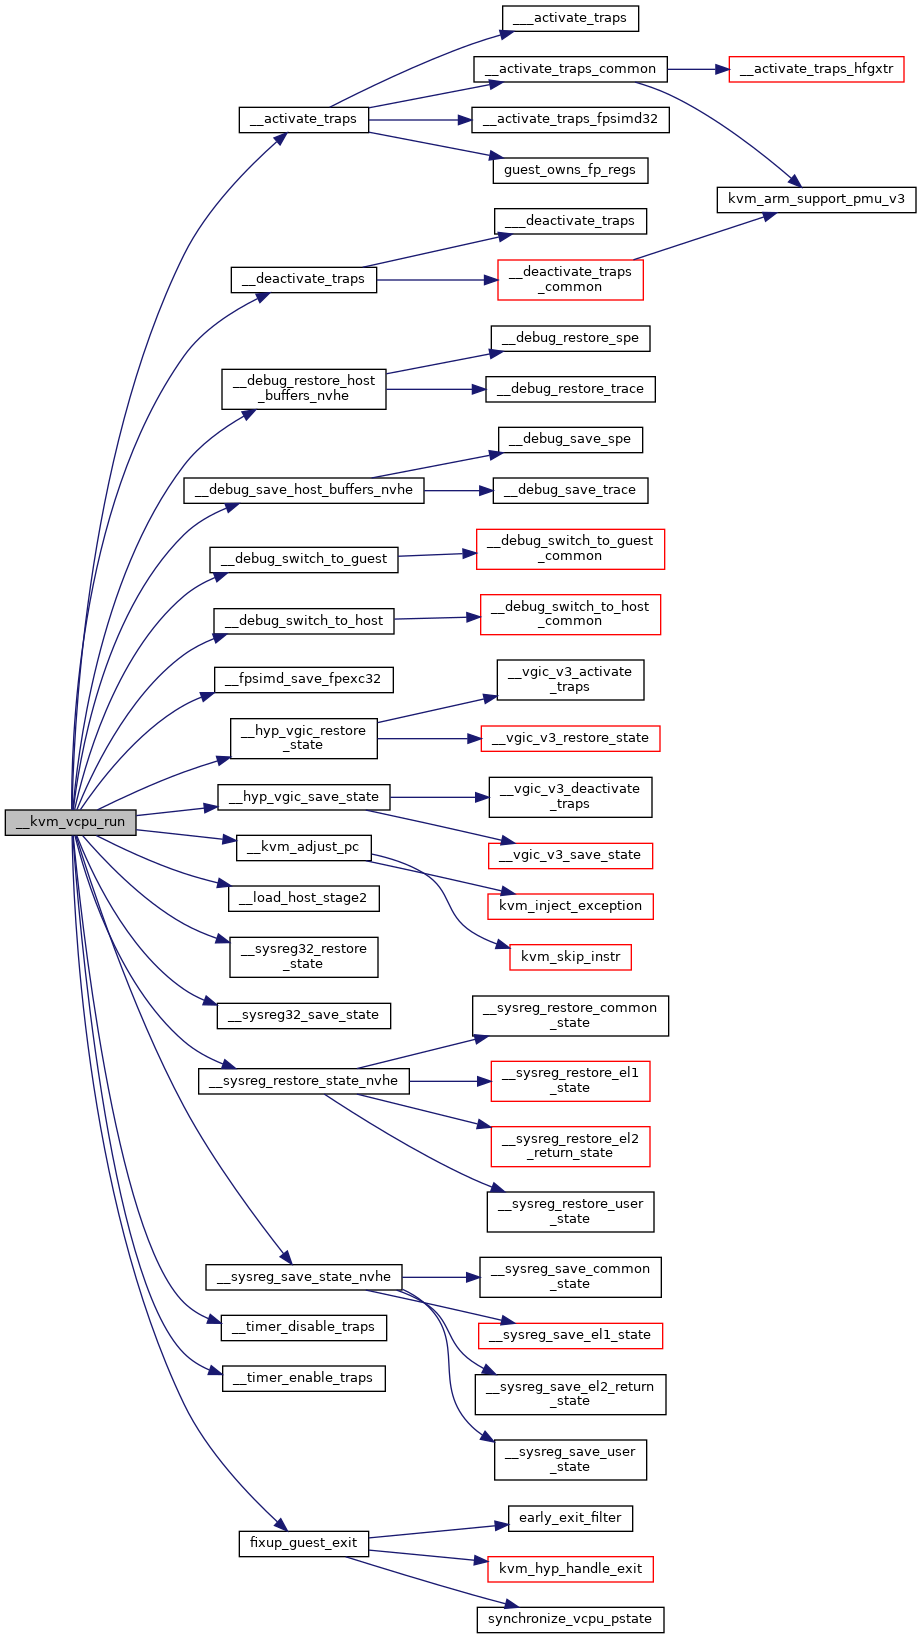 ___activate_traps
__activate_traps_common
__activate_traps_hfgxtr
__activate_traps
__activate_traps_fpsimd32
guest_owns_fp_regs
kvm_arm_support_pmu_v3
___deactivate_traps
__deactivate_traps
__deactivate_traps
_common
__debug_restore_spe
__debug_restore_host
_buffers_nvhe
__debug_restore_trace
__debug_save_spe
__debug_save_host_buffers_nvhe
__debug_save_trace
__debug_switch_to_guest
__debug_switch_to_guest
_common
__debug_switch_to_host
__debug_switch_to_host
_common
__fpsimd_save_fpexc32
__vgic_v3_activate
_traps
__hyp_vgic_restore
_state
__vgic_v3_restore_state
__hyp_vgic_save_state
__vgic_v3_deactivate
_traps
__kvm_vcpu_run
__kvm_adjust_pc
__vgic_v3_save_state
__load_host_stage2
kvm_inject_exception
__sysreg32_restore
_state
kvm_skip_instr
__sysreg32_save_state
__sysreg_restore_common
_state
__sysreg_restore_state_nvhe
__sysreg_restore_el1
_state
__sysreg_restore_el2
_return_state
__sysreg_restore_user
_state
__sysreg_save_state_nvhe
__sysreg_save_common
_state
__timer_disable_traps
__sysreg_save_el1_state
__timer_enable_traps
__sysreg_save_el2_return
_state
__sysreg_save_user
_state
early_exit_filter
fixup_guest_exit
kvm_hyp_handle_exit
synchronize_vcpu_pstate